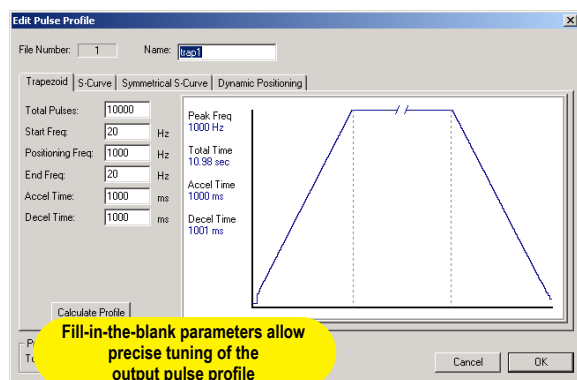 Edit Pulse Profile
File Number: 1 Name: trap1
Trapezoid S-Curve Symmetrical S-Curve Dynamic Positioning
Total Pulses: 10000
Start Freq: 20 Hz
Positioning Freq: 1000 Hz
End Freq: 20 Hz
Accel Time: 1000 ms
Decel Time: 1000 ms
Calculate Profile
Peak Freq
1000 Hz
Total Time
10.98 sec
Accel Time
1000 ms
Decel Time
1001 ms
Fill-in-the-blank parameters allow
precise tuning of the
output pulse profile
Cancel OK